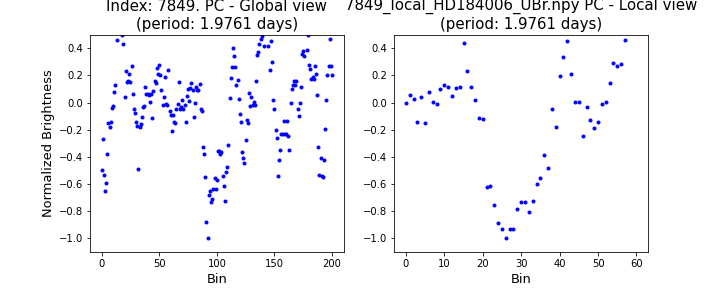 Index: 7849. PC - Global view
(period: 1.9761 days)
7849_local_HD184006_UBr.npy PC - Local view
(period: 1.9761 days)
Normalized Brightness
0.4
0.2
0.0
−0.2
−0.4
−0.6
−0.8
−1.0
0 50 100 150 200
Bin
0.4
0.2
0.0
−0.2
−0.4
−0.6
−0.8
−1.0
0 10 20 30 40 50 60
Bin